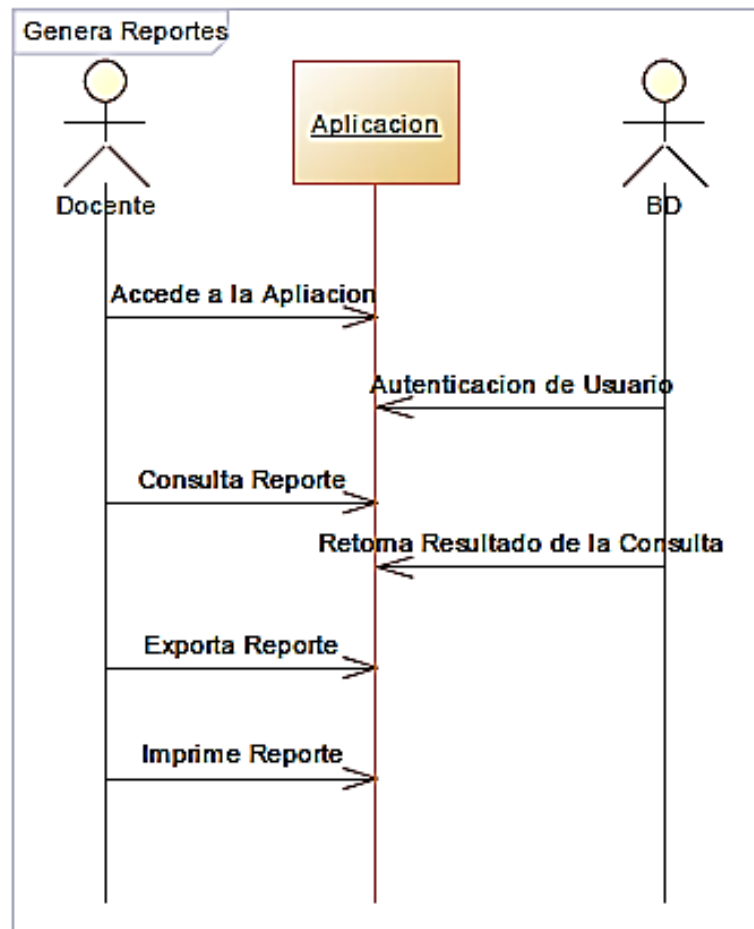 Genera Reportes
Aplicacion
Docente
BD
Accede a la Apliacion
Autenticacion de Usuario
Consulta Reporte
Retorna Resultado de la Consulta
Exporta Reporte
Imprime Reporte